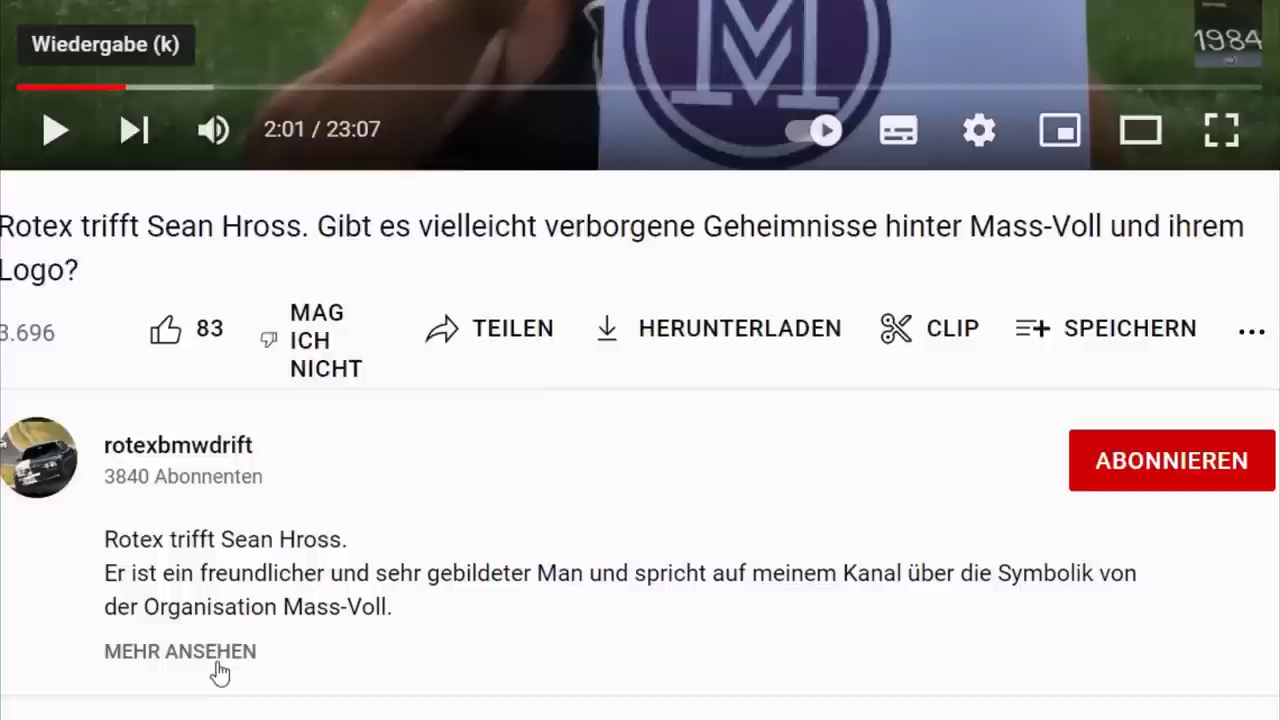 1984
Wiedergabe (k)
M
2:01 / 23:07
Rotex trifft Sean Hross. Gibt es vielleicht verborgene Geheimnisse hinter Mass-Voll und ihrem
Logo?
3.696
83
MAG
ICH
NICHT
TEILEN
HERUNTERLADEN
CLIP
SPEICHERN
rotexbmwdrift
3840 Abonnenten
ABONNIEREN
Rotex trifft Sean Hross.
Er ist ein freundlicher und sehr gebildeter Man und spricht auf meinem Kanal über die Symbolik von
der Organisation Mass-Voll.
MEHR ANSEHEN